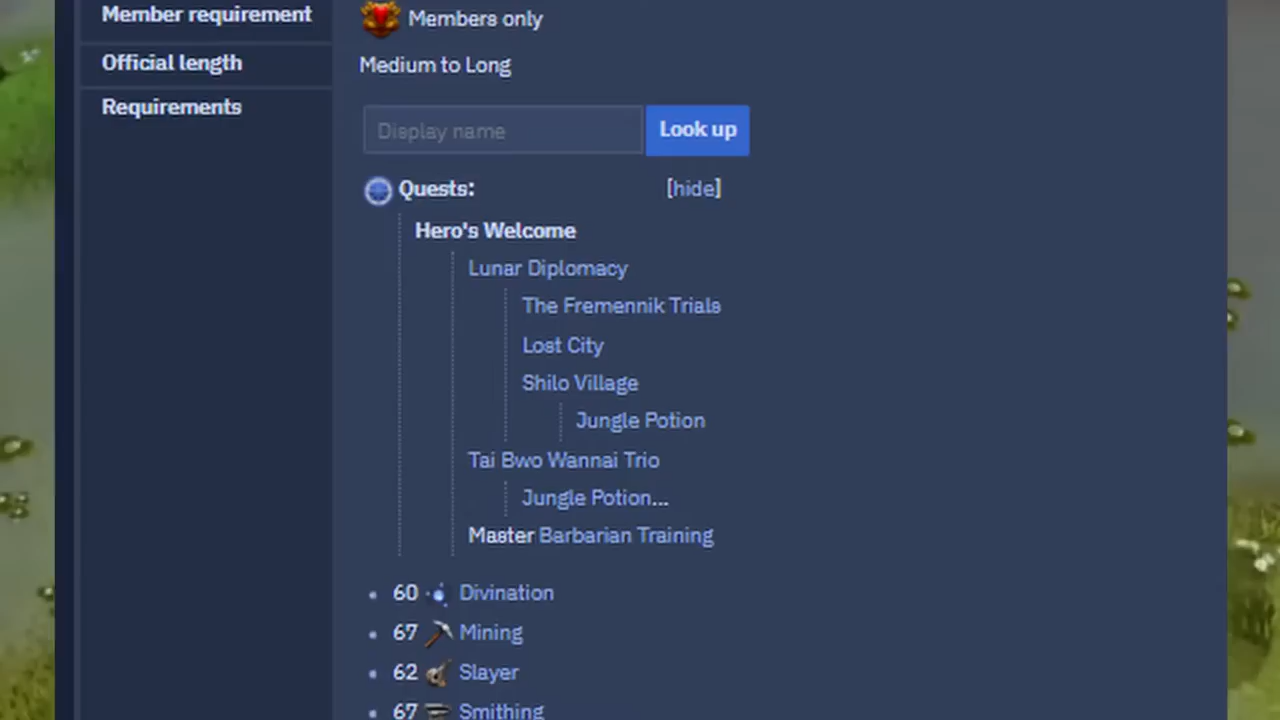 Member requirement
Members only
Official length
Medium to Long
Requirements
Display name
Look up
Quests:
[hide]
Hero's Welcome
Lunar Diplomacy
The Fremennik Trials
Lost City
Shilo Village
Jungle Potion
Tai Bwo Wannai Trio
Jungle Potion...
Master Barbarian Training
• 60 Divination
• 67 Mining
• 62 Slayer
• 67 Smithing